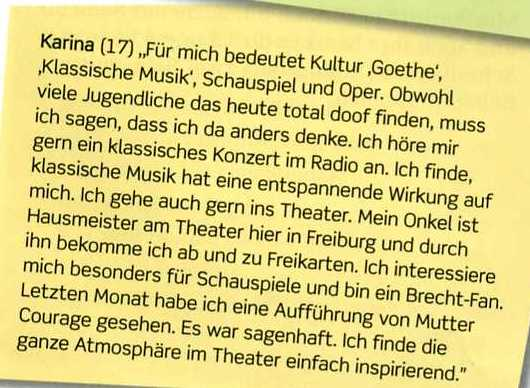 Karina (17) „Für mich bedeutet Kultur ‚Goethe‘,
‚Klassische Musik‘, Schauspiel und Oper. Obwohl
viele Jugendliche das heute total doof finden, muss
ich sagen, dass ich da anders denke. Ich höre mir
gern ein klassisches Konzert im Radio an. Ich finde,
klassische Musik hat eine entspannende Wirkung auf
mich. Ich gehe auch gern ins Theater. Mein Onkel ist
Hausmeister am Theater hier in Freiburg und durch
ihn bekomme ich ab und zu Freikarten. Ich interessiere
mich besonders für Schauspiele und bin ein Brecht-Fan.
Letzten Monat habe ich eine Aufführung von Mutter
Courage gesehen. Es war sagenhaft. Ich finde die
ganze Atmosphäre im Theater einfach inspirierend.”